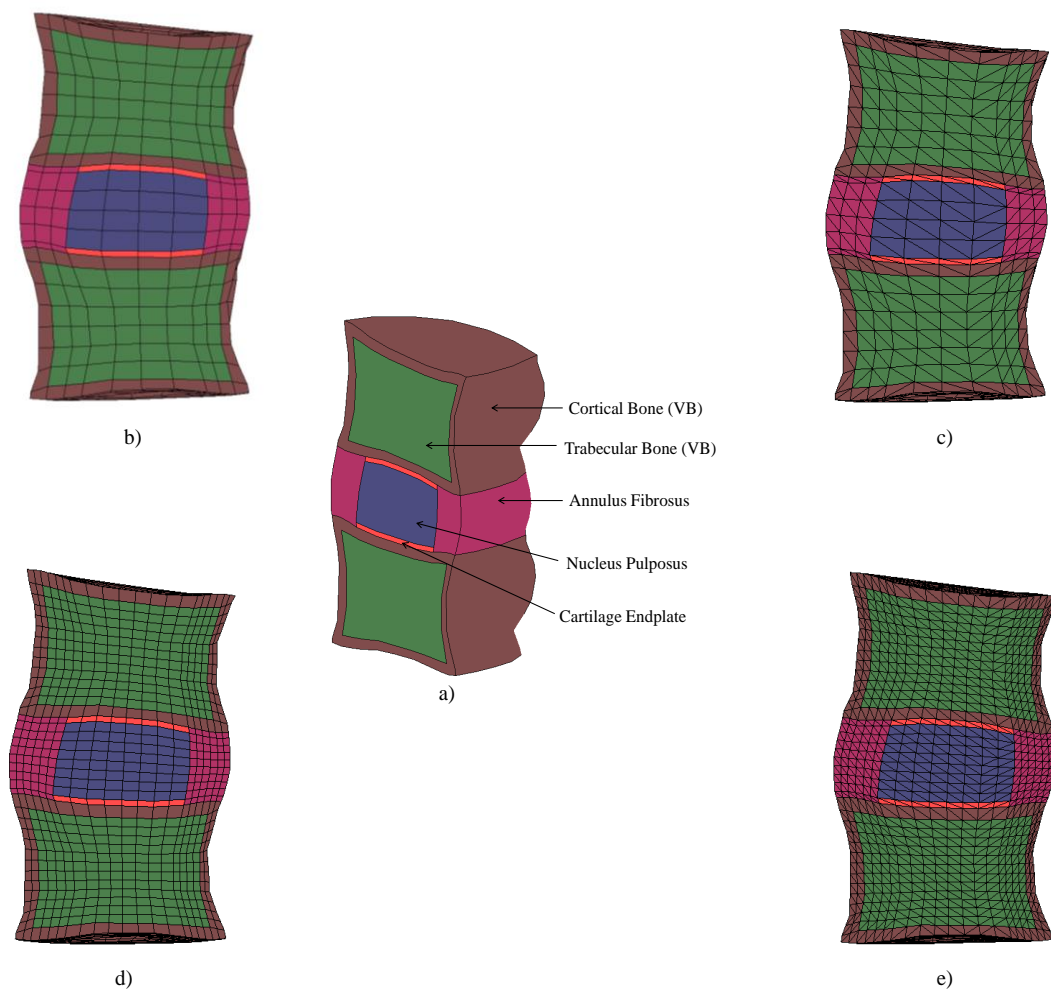 b)
c)
Cortical Bone (VB)
Trabecular Bone (VB)
Annulus Fibrosus
Nucleus Pulposus
Cartilage Endplate
a)
d)
e)